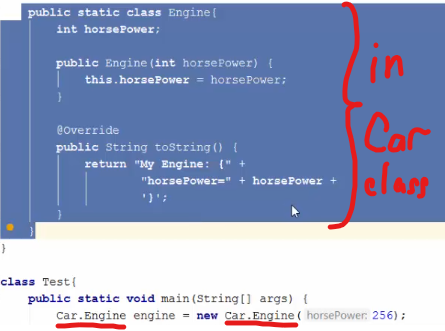 public static class Engine{
int horsePower;
public Engine(int horsePower) {
this.horsePower = horsePower;
}
@Override
public String toString() {
return "My Engine: {" +
"horsePower=" + horsePower +
'}';
}
}
}
in
Car
class
class Test{
public static void main(String[] args) {
Car.Engine engine = new Car.Engine( horsePower: 256);